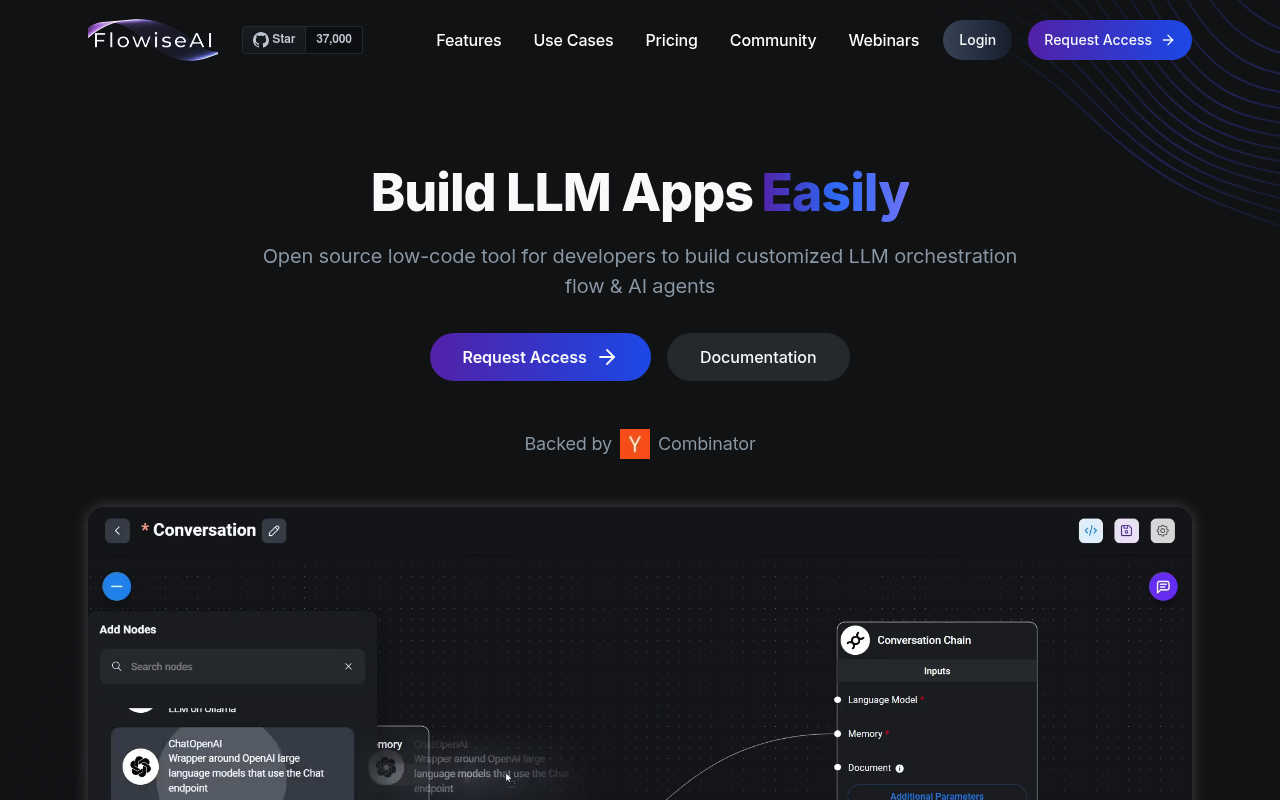 FlowiseAI
Star 37,000
Features Use Cases Pricing Community Webinars Login Request Access
Build LLM Apps Easily
Open source low-code tool for developers to build customized LLM orchestration
flow & AI agents
Request Access Documentation
Backed by Y Combinator
* Conversation
Add Nodes
Search nodes
LLM on Ollama
ChatOpenAI
Wrapper around OpenAI large
language models that use the Chat
endpoint
mory
ChatOpenAI
Wrapper around OpenAI large
language models that use the Chat
endpoint
Conversation Chain
Inputs
Language Model *
Memory *
Document
Additional Parameters